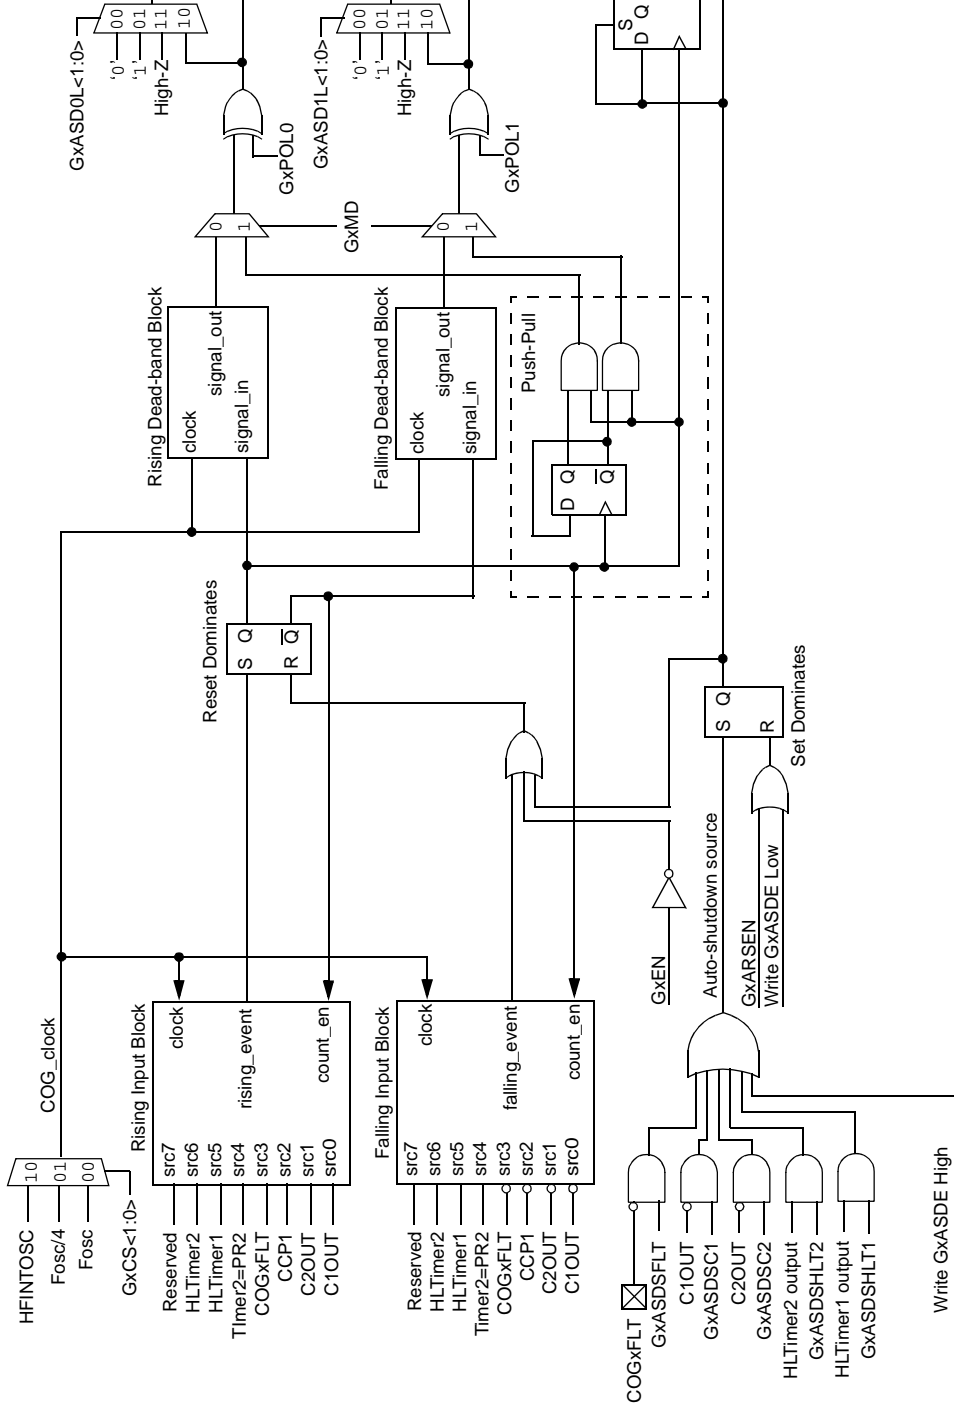 HFINTOSC
Fosc/4
Fosc
GxCS<1:0>
10
01
00
COG_clock
Rising Input Block
Reserved
HLTimer2
HLTimer1
TImer2=PR2
COGxFLT
CCP1
C2OUT
C1OUT
src7
src6
src5
src4
src3
src2
src1
src0
clock
rising_event
count_en
Falling Input Block
Reserved
HLTimer2
HLTimer1
Timer2=PR2
COGxFLT
CCP1
C2OUT
C1OUT
src7
src6
src5
src4
src3
src2
src1
src0
clock
falling_event
count_en
Reset Dominates
S Q
R Q
Rising Dead-band Block
clock
signal_out
signal_in
Falling Dead-band Block
clock
signal_out
signal_in
Push-Pull
D Q
Q
0
1
GxMD
0
1
GxPOL0
GxPOL1
GxASD0L<1:0>
'0'
'1'
High-Z
00
01
11
10
GxASD1L<1:0>
'0'
'1'
High-Z
00
01
11
10
S
D Q
GxEN
Auto-shutdown source
GxARSEN
Write GxASDE Low
S Q
R
Set Dominates
COGxFLT
GxASDSFLT
C1OUT
GxASDSC1
C2OUT
GxASDSC2
HLTimer2 output
GxASDSHLT2
HLTimer1 output
GxASDSHLT1
Write GxASDE High